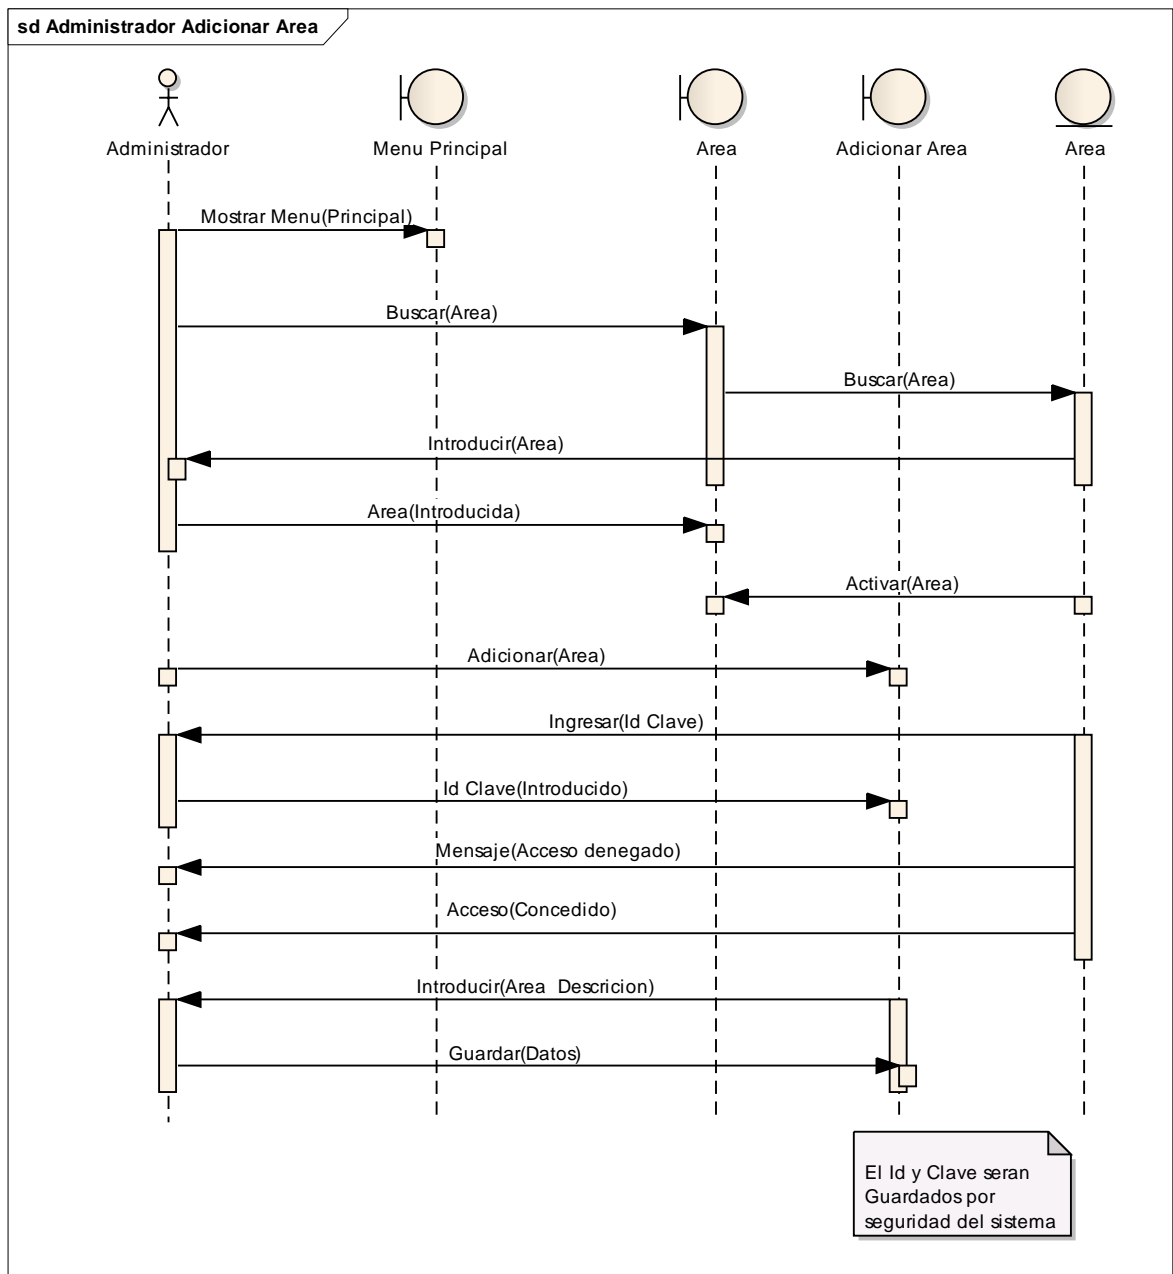 sd Administrador Adicionar Area
Administrador
Menu Principal
Area
Adicionar Area
Area
Mostrar Menu(Principal)
Buscar(Area)
Buscar(Area)
Introducir(Area)
Area(Introducida)
Activar(Area)
Adicionar(Area)
Ingresar(Id Clave)
Id Clave(Introducido)
Mensaje(Acceso denegado)
Acceso(Concedido)
Introducir(Area Descricion)
Guardar(Datos)
El Id y Clave seran
Guardados por
seguridad del sistema